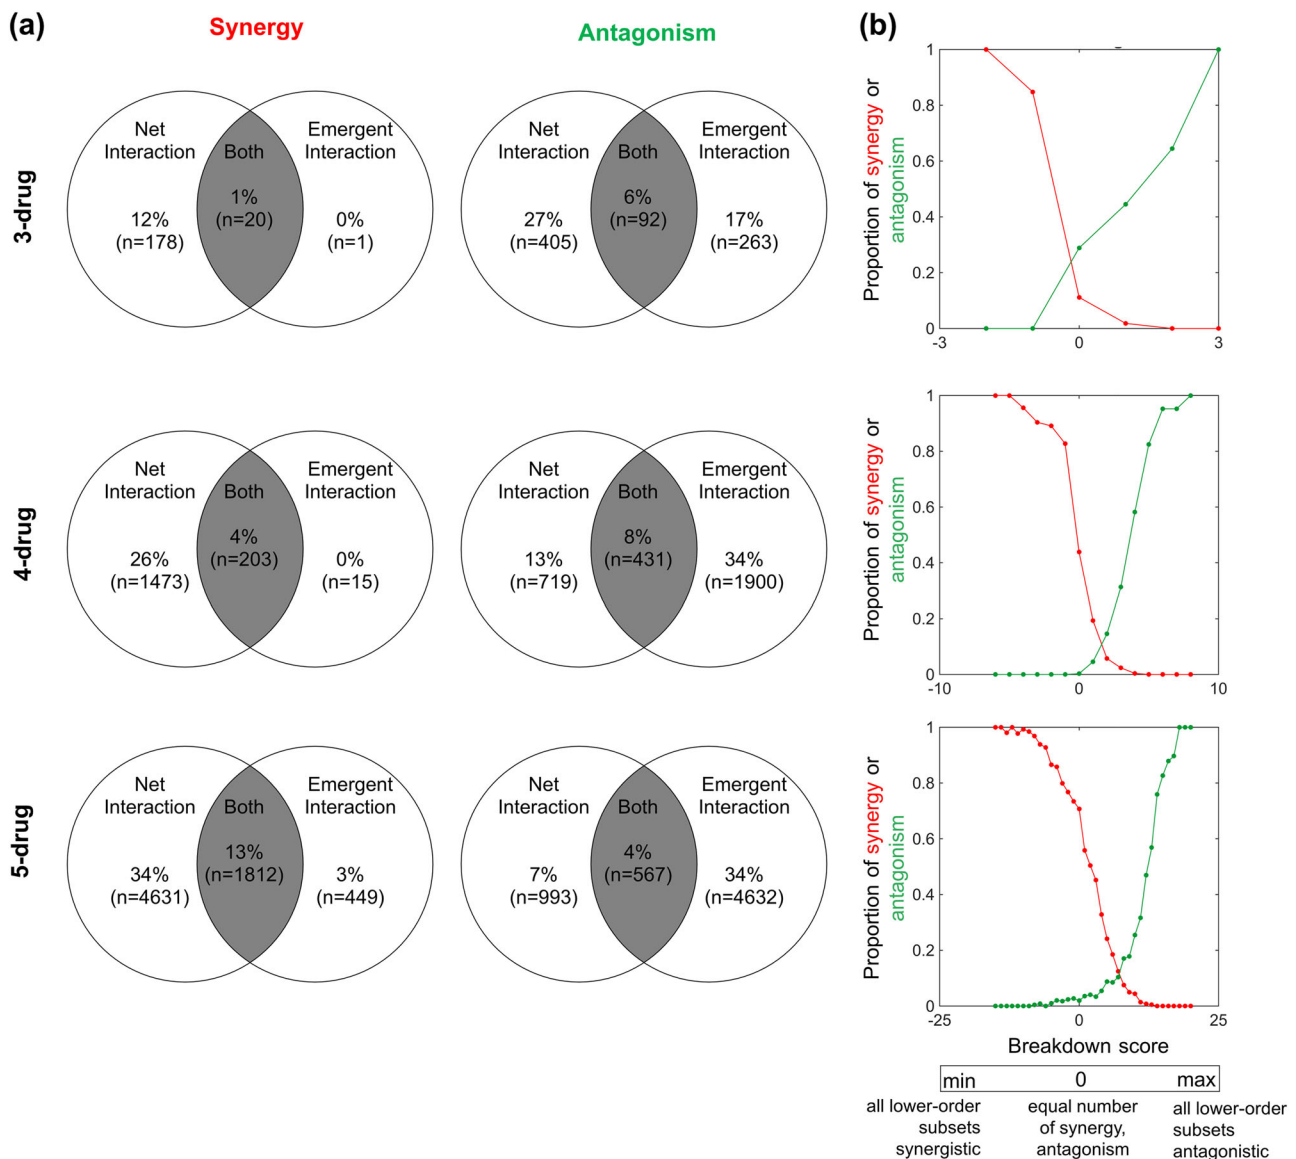 (a)
Synergy
Antagonism
3-drug
Net
Interaction
Both
Emergent
Interaction
12%
(n=178)
1%
(n=20)
0%
(n=1)
Net
Interaction
Both
Emergent
Interaction
27%
(n=405)
6%
(n=92)
17%
(n=263)
4-drug
Net
Interaction
Both
Emergent
Interaction
26%
(n=1473)
4%
(n=203)
0%
(n=15)
Net
Interaction
Both
Emergent
Interaction
13%
(n=719)
8%
(n=431)
34%
(n=1900)
5-drug
Net
Interaction
Both
Emergent
Interaction
34%
(n=4631)
13%
(n=1812)
3%
(n=449)
Net
Interaction
Both
Emergent
Interaction
7%
(n=993)
4%
(n=567)
34%
(n=4632)
(b)
Proportion of synergy or
antagonism
1
0.8
0.6
0.4
0.2
0
-3
0
3
Proportion of synergy or
antagonism
1
0.8
0.6
0.4
0.2
0
-10
0
10
Proportion of synergy or
antagonism
1
0.8
0.6
0.4
0.2
0
-25
0
25
Breakdown score
min
0
max
all lower-order
subsets
synergistic
equal number
of synergy,
antagonism
all lower-order
subsets
antagonistic